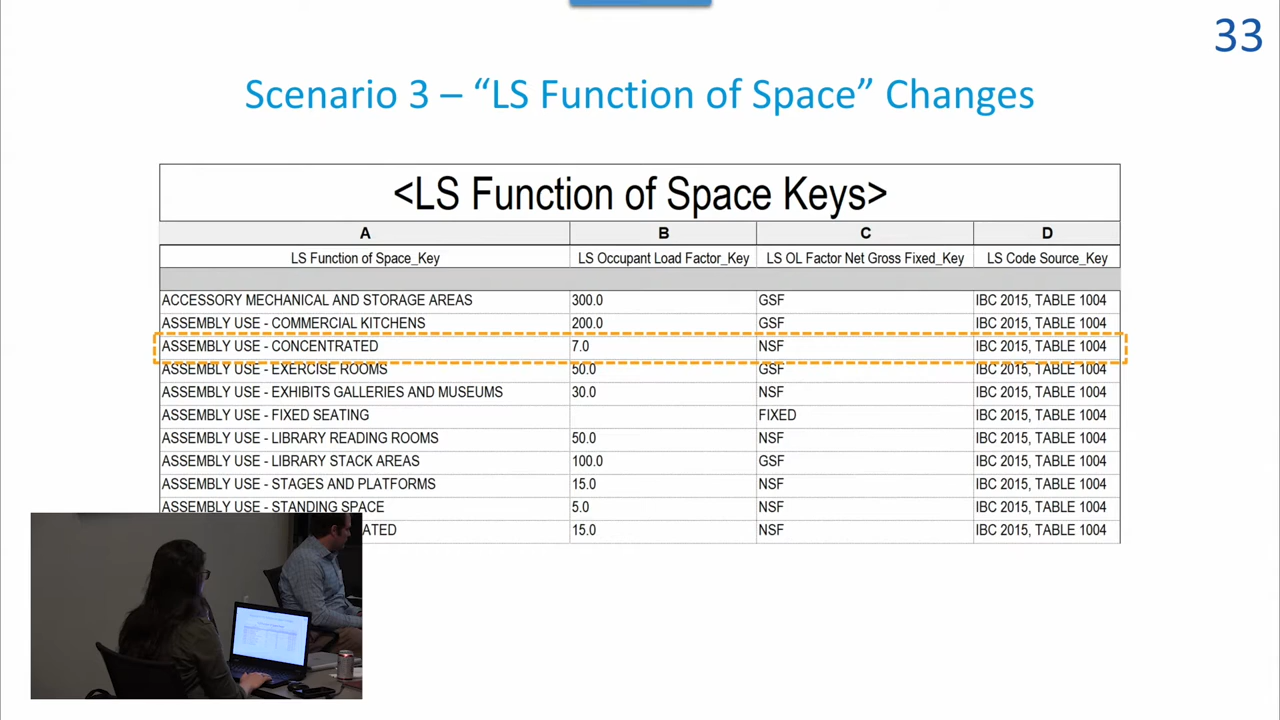 33
Scenario 3 – “LS Function of Space” Changes
<LS Function of Space Keys>
A B C D
LS Function of Space_Key LS Occupant Load Factor_Key LS OL Factor Net Gross Fixed_Key LS Code Source_Key
ACCESSORY MECHANICAL AND STORAGE AREAS 300.0 GSF IBC 2015, TABLE 1004
ASSEMBLY USE - COMMERCIAL KITCHENS 200.0 GSF IBC 2015, TABLE 1004
ASSEMBLY USE - CONCENTRATED 7.0 NSF IBC 2015, TABLE 1004
ASSEMBLY USE - EXERCISE ROOMS 50.0 GSF IBC 2015, TABLE 1004
ASSEMBLY USE - EXHIBITS GALLERIES AND MUSEUMS 30.0 NSF IBC 2015, TABLE 1004
ASSEMBLY USE - FIXED SEATING FIXED IBC 2015, TABLE 1004
ASSEMBLY USE - LIBRARY READING ROOMS 50.0 NSF IBC 2015, TABLE 1004
ASSEMBLY USE - LIBRARY STACK AREAS 100.0 GSF IBC 2015, TABLE 1004
ASSEMBLY USE - STAGES AND PLATFORMS 15.0 NSF IBC 2015, TABLE 1004
ASSEMBLY USE - STANDING SPACE 5.0 NSF IBC 2015, TABLE 1004
ATED 15.0 NSF IBC 2015, TABLE 1004